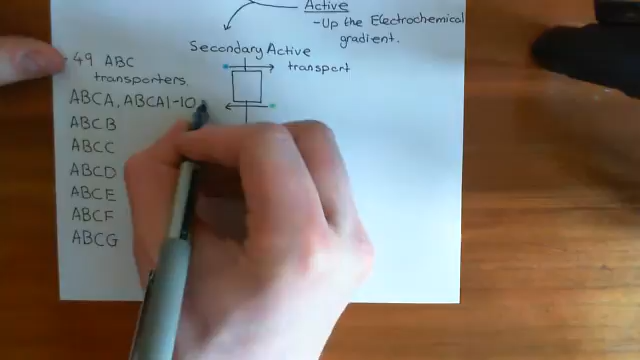 Active
-Up the Electrochemical
gradient.
Secondary Active
transport
49 ABC
transporters.
ABCA, ABCA1-10
ABCB
ABCC
ABCD
ABCE
ABCF
ABCG